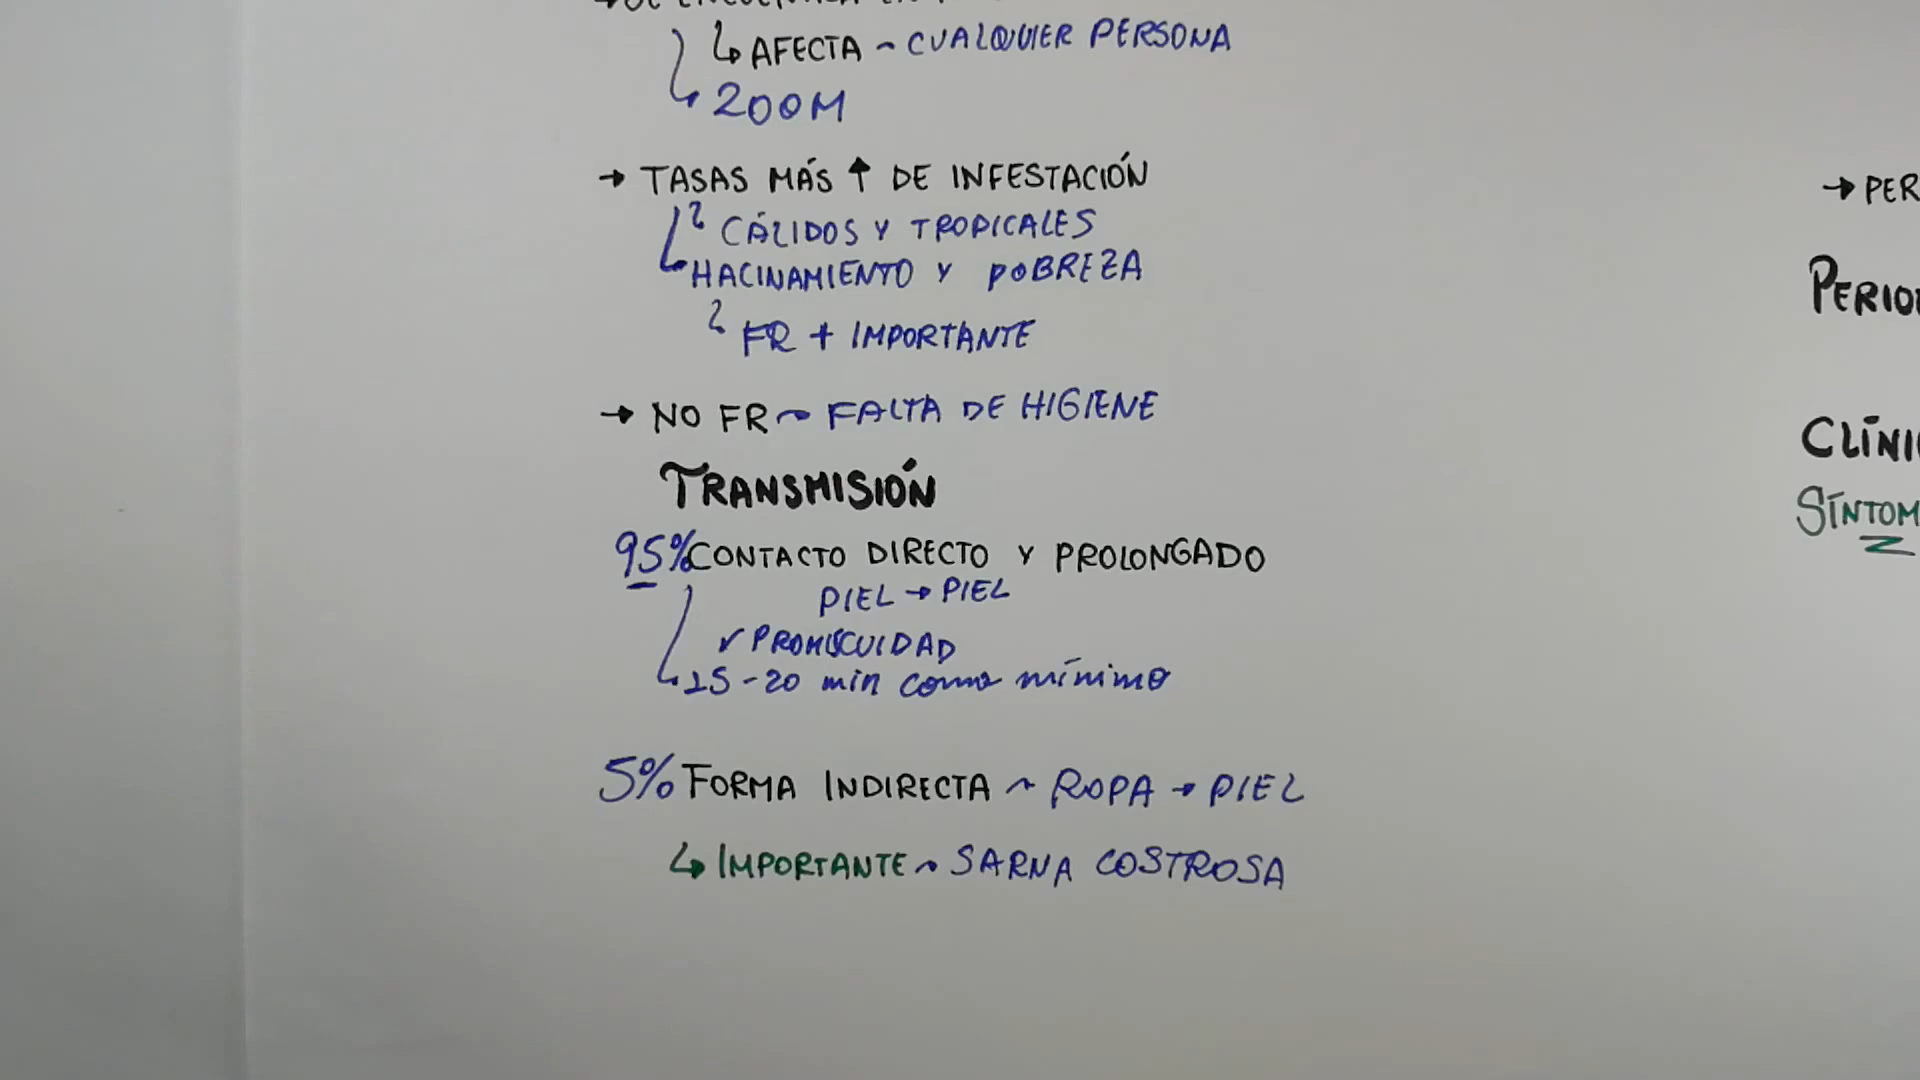 ↳ AFECTA ~ CUALQUIER PERSONA
200M
→ TASAS MÁS ↑ DE INFESTACIÓN
CÁLIDOS Y TROPICALES
HACINAMIENTO Y POBREZA
FR + IMPORTANTE
→ NO FR ~ FALTA DE HIGIENE
TRANSMISIÓN
95% CONTACTO DIRECTO Y PROLONGADO
PIEL → PIEL
✓ PROMISCUIDAD
15-20 min como mínimo
5% FORMA INDIRECTA ~ ROPA → PIEL
↳ IMPORTANTE ~ SARNA COSTROSA
→ PER
PERIOD
CLÍNI
SÍNTOM